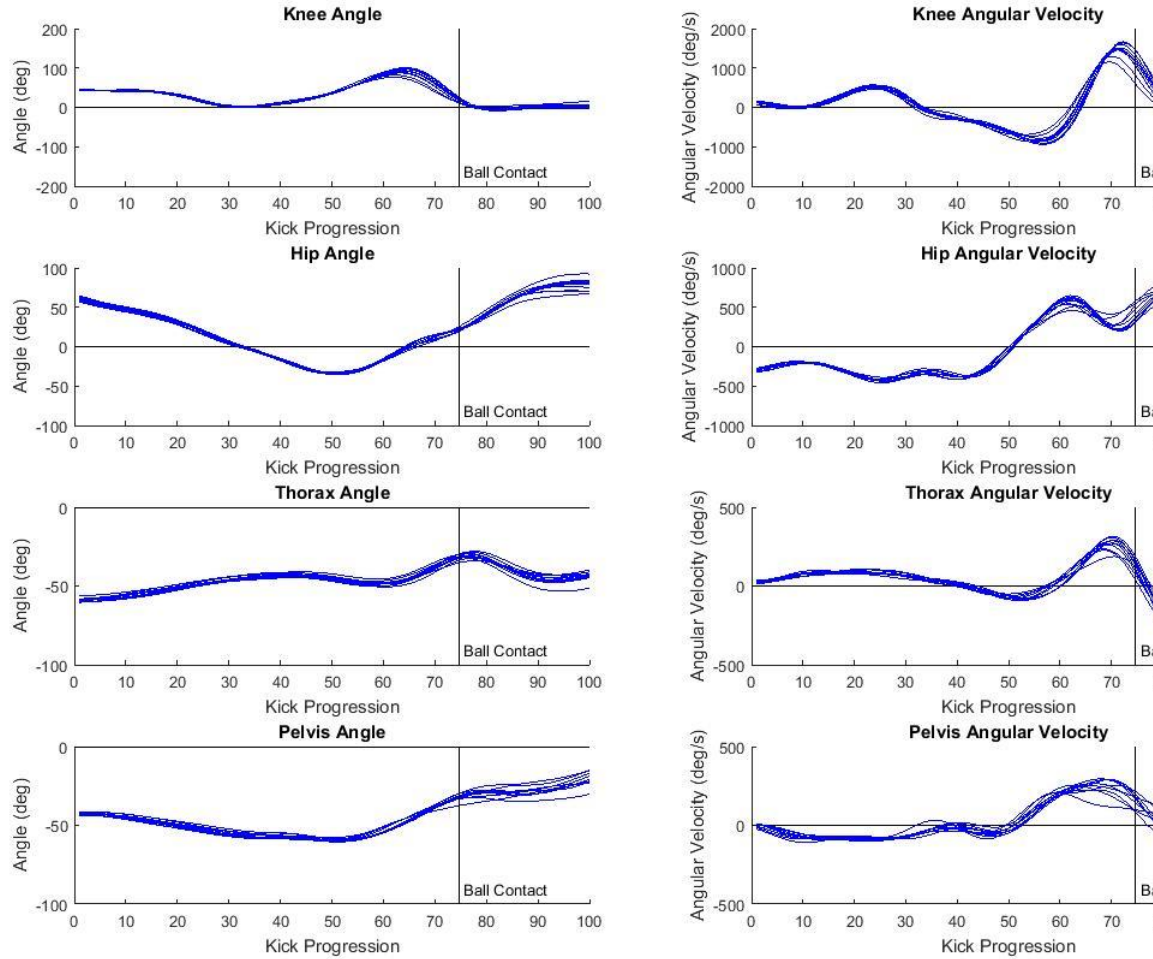 Knee Angle
200
100
0
-100
-200
Angle (deg)
Ball Contact
0 10 20 30 40 50 60 70 80 90 100
Kick Progression
Knee Angular Velocity
2000
1000
0
-1000
-2000
Angular Velocity (deg/s)
Ba
0 10 20 30 40 50 60 70
Kick Progression
Hip Angle
100
50
0
-50
-100
Angle (deg)
Ball Contact
0 10 20 30 40 50 60 70 80 90 100
Kick Progression
Hip Angular Velocity
1000
500
0
-500
-1000
Angular Velocity (deg/s)
Ba
0 10 20 30 40 50 60 70
Kick Progression
Thorax Angle
0
-50
-100
Angle (deg)
Ball Contact
0 10 20 30 40 50 60 70 80 90 100
Kick Progression
Thorax Angular Velocity
500
0
-500
Angular Velocity (deg/s)
Ba
0 10 20 30 40 50 60 70
Kick Progression
Pelvis Angle
0
-50
-100
Angle (deg)
Ball Contact
0 10 20 30 40 50 60 70 80 90 100
Kick Progression
Pelvis Angular Velocity
500
0
-500
Angular Velocity (deg/s)
Ba
0 10 20 30 40 50 60 70
Kick Progression